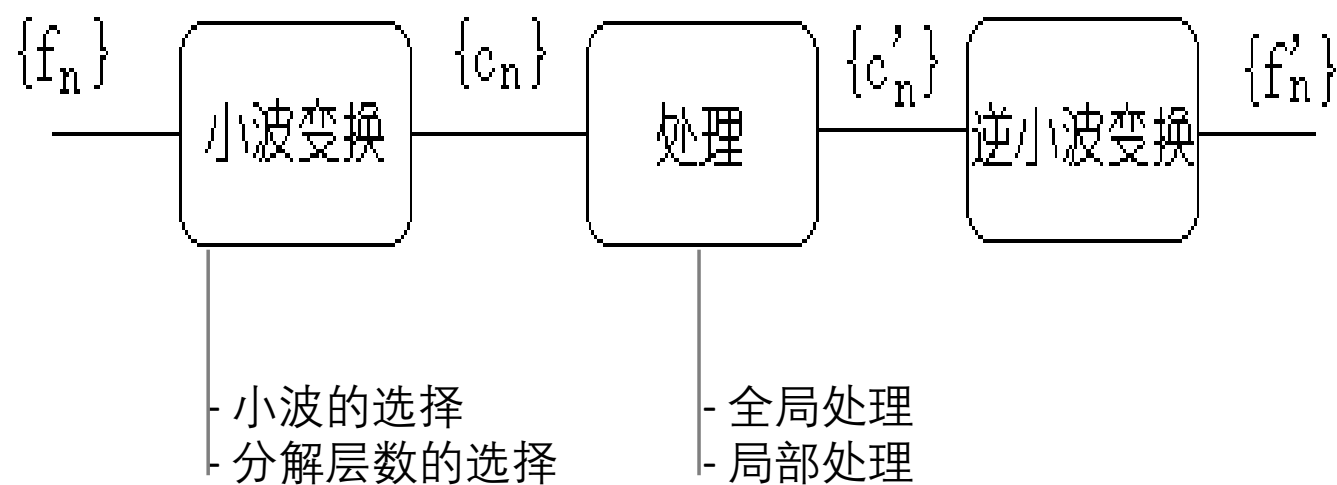 {fn} {cn} {c'n} {f'n}
小波变换 处理 逆小波变换
- 小波的选择
- 分解层数的选择
- 全局处理
- 局部处理